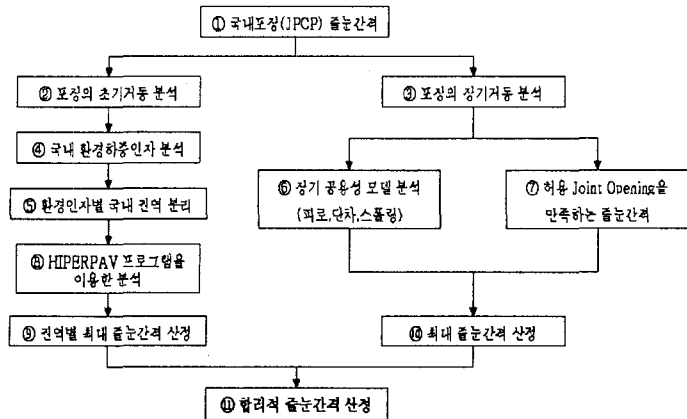 ① 국내포장(JPCP) 줄눈간격
② 포장의 초기거동 분석
③ 포장의 장기거동 분석
④ 국내 환경하중인자 분석
⑤ 환경인자별 국내 권역 분리
⑥ 장기 공용성 모델 분석
(피로,단차,스폴링)
⑦ 허용 Joint Opening을
만족하는 줄눈간격
⑧ HIPERPAV 프로그램을
이용한 분석
⑨ 권역별 최대 줄눈간격 산정
⑩ 최대 줄눈간격 산정
⑪ 합리적 줄눈간격 산정